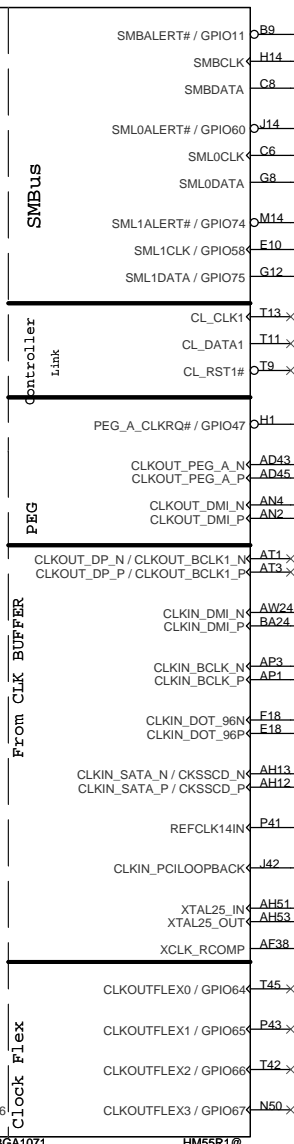 SMBus
SMBALERT# / GPIO11 B9
SMBCLK H14
SMBDATA C8
SML0ALERT# / GPIO60 J14
SML0CLK C6
SML0DATA G8
SML1ALERT# / GPIO74 M14
SML1CLK / GPIO58 E10
SML1DATA / GPIO75 G12
Controller
Link
CL_CLK1 T13
CL_DATA1 T11
CL_RST1# T9
PEG
PEG_A_CLKRQ# / GPIO47 H1
CLKOUT_PEG_A_N AD43
CLKOUT_PEG_A_P AD45
CLKOUT_DMI_N AN4
CLKOUT_DMI_P AN2
From CLK BUFFER
CLKOUT_DP_N / CLKOUT_BCLK1_N AT1
CLKOUT_DP_P / CLKOUT_BCLK1_P AT3
CLKIN_DMI_N AW24
CLKIN_DMI_P BA24
CLKIN_BCLK_N AP3
CLKIN_BCLK_P AP1
CLKIN_DOT_96N F18
CLKIN_DOT_96P E18
CLKIN_SATA_N / CKSSCD_N AH13
CLKIN_SATA_P / CKSSCD_P AH12
REFCLK14IN P41
CLKIN_PCILOOPBACK J42
XTAL25_IN AH51
XTAL25_OUT AH53
XCLK_RCOMP AF38
Clock Flex
CLKOUTFLEX0 / GPIO64 T45
CLKOUTFLEX1 / GPIO65 P43
CLKOUTFLEX2 / GPIO66 T42
CLKOUTFLEX3 / GPIO67 N50
6
BGA1071 HM55R1@